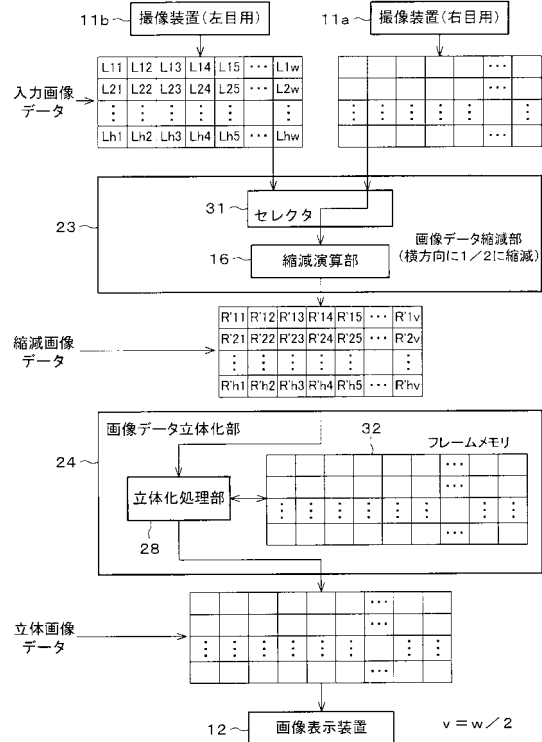 11b
撮像装置(左目用)
11a
撮像装置(右目用)
入力画像
データ
L11 L12 L13 L14 L15 ⋯ L1w
L21 L22 L23 L24 L25 ⋯ L2w
⋮ ⋮ ⋮ ⋮ ⋮ ⋮
Lh1 Lh2 Lh3 Lh4 Lh5 ⋯ Lhw
⋯
⋯
⋮ ⋮ ⋮ ⋮ ⋮ ⋮
⋯
23
31
セレクタ
16
縮減演算部
画像データ縮減部
(横方向に1/2に縮減)
縮減画像
データ
R'11 R'12 R'13 R'14 R'15 ⋯ R'1v
R'21 R'22 R'23 R'24 R'25 ⋯ R'2v
⋮ ⋮ ⋮ ⋮ ⋮ ⋮
R'h1 R'h2 R'h3 R'h4 R'h5 ⋯ R'hv
24
画像データ立体化部
32
フレームメモリ
立体化処理部
28
⋯
⋯
⋮ ⋮ ⋮ ⋮ ⋮ ⋮ ⋮ ⋮
⋯
立体画像
データ
⋯
⋯
⋮ ⋮ ⋮ ⋮ ⋮ ⋮ ⋮ ⋮
⋯
12
画像表示装置
v=w/2